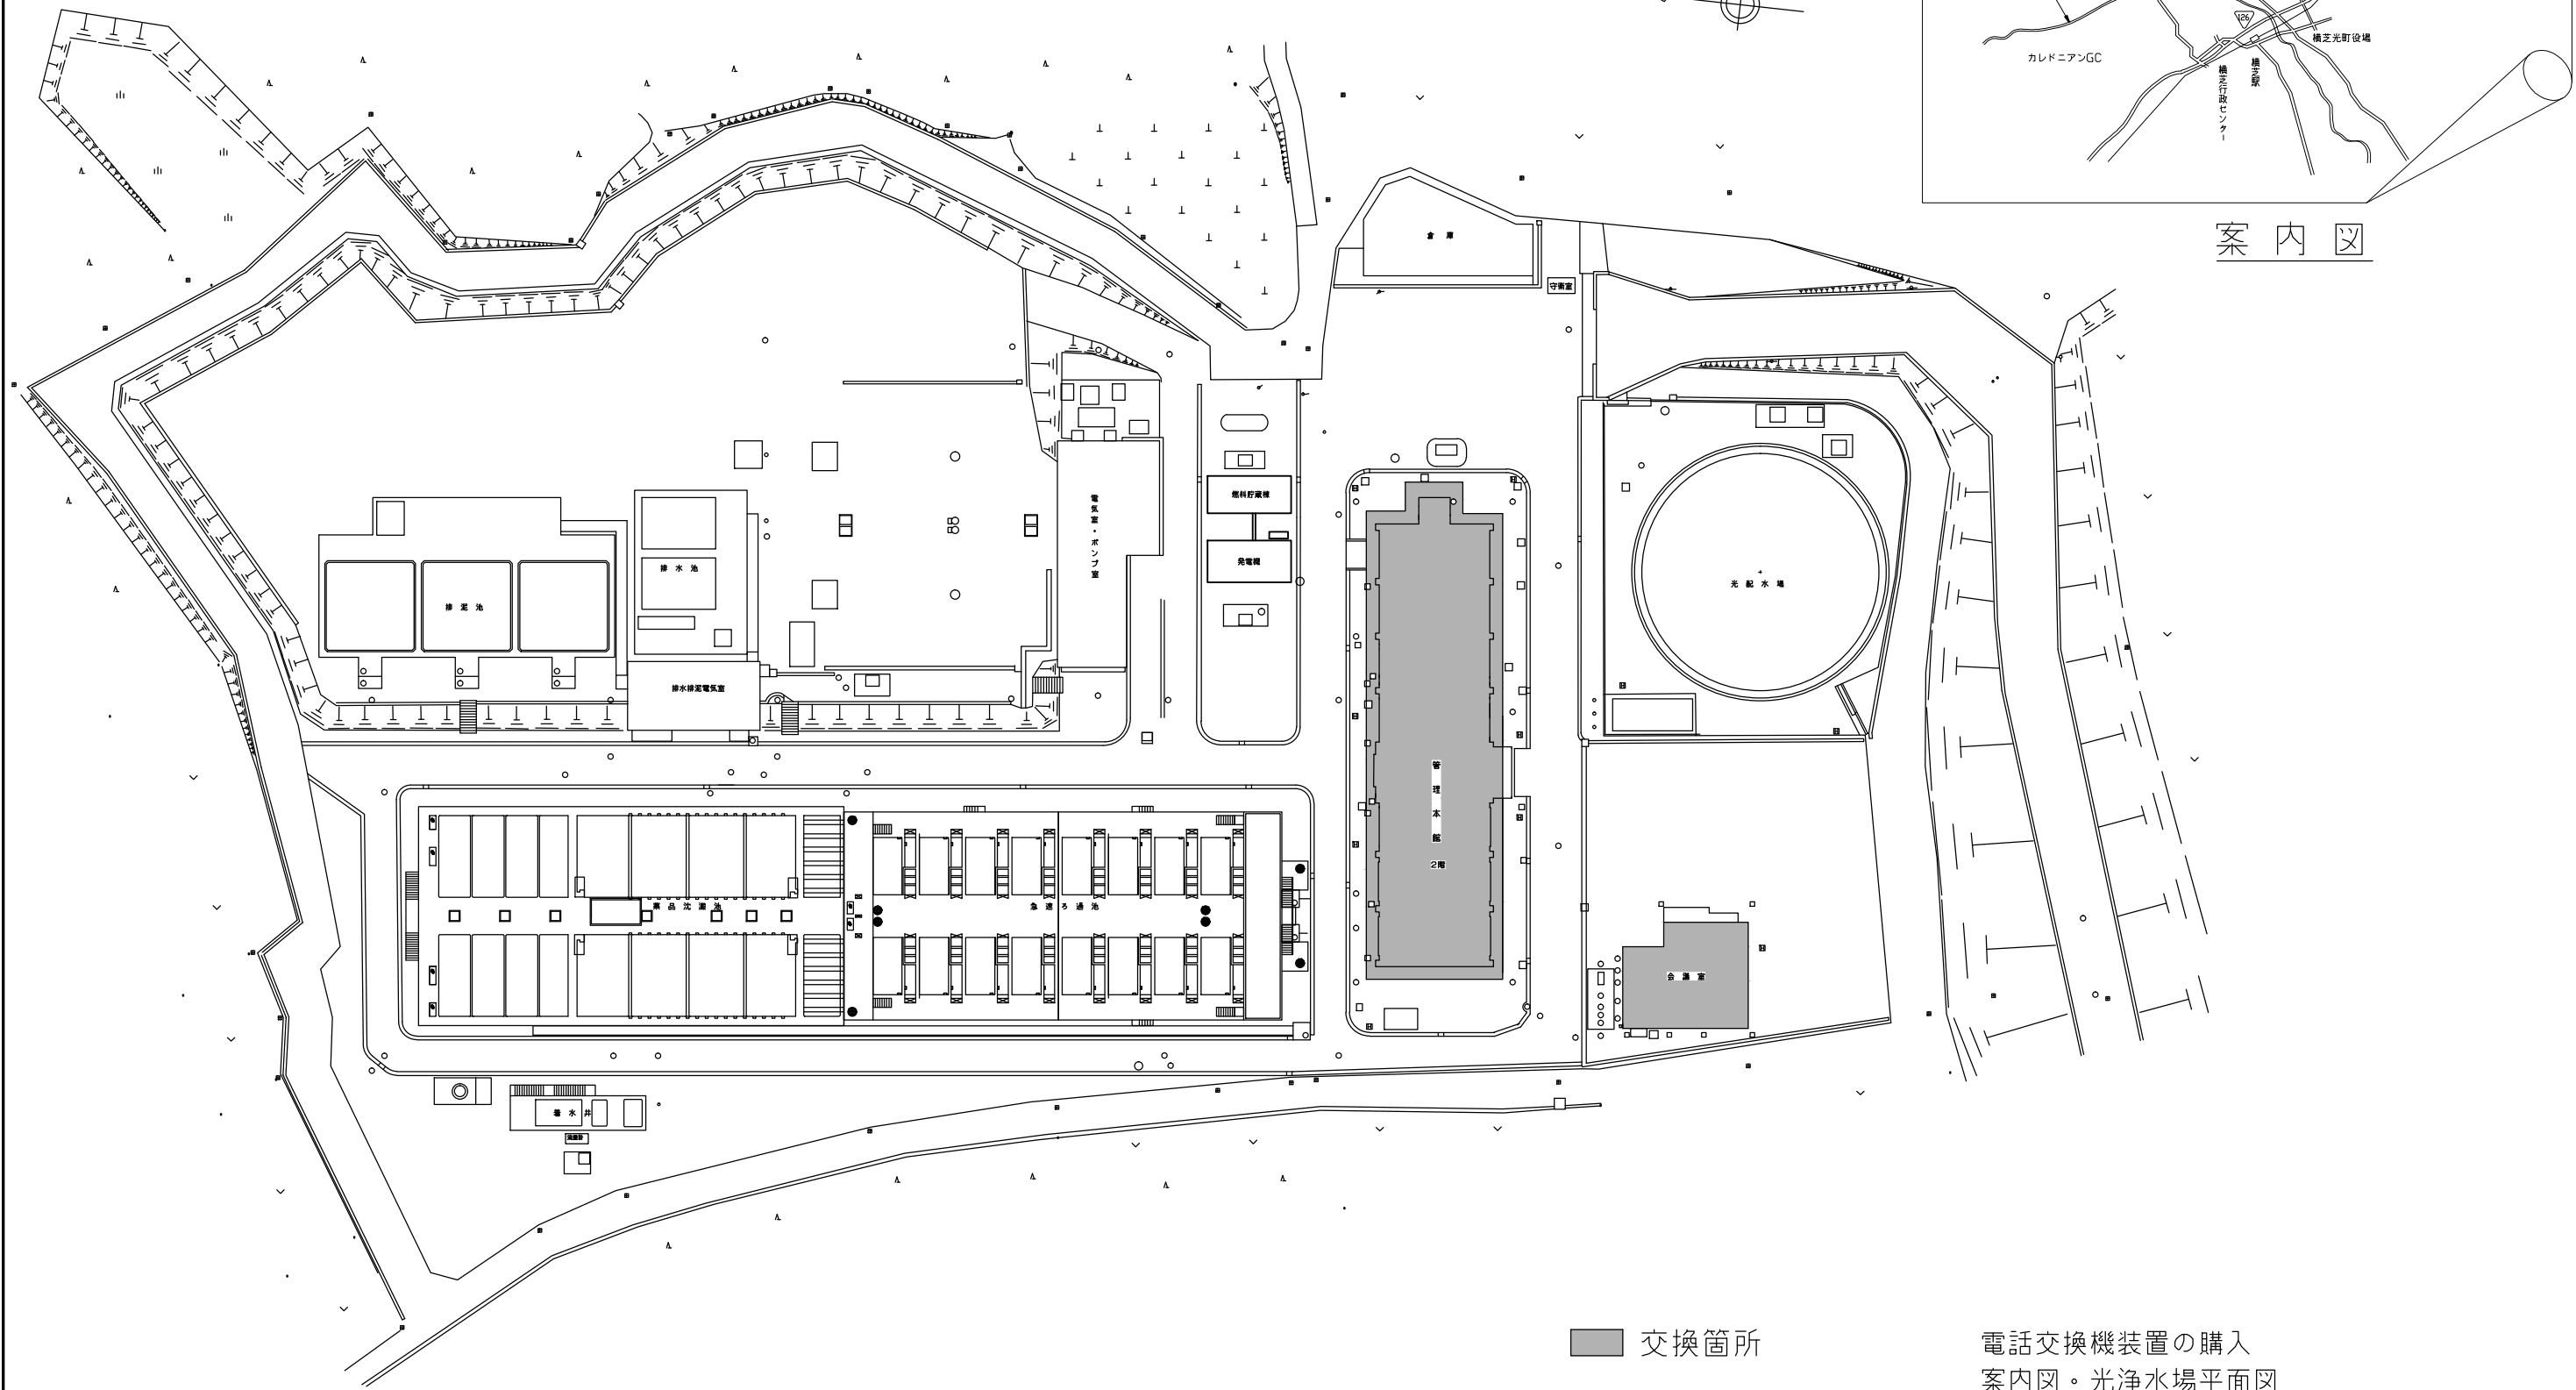 126
横芝光町役場
カレドニアンGC
横芝行政センター
横芝駅
案内図
倉庫
守衛室
電気室・ポンプ室
燃料貯蔵棟
発電機
排水池
排泥池
光配水場
排水排泥電気室
管理本館
2階
薬品沈澱池
急速ろ過池
会議室
着水井
交換箇所
電話交換機装置の購入
案内図・光浄水場平面図